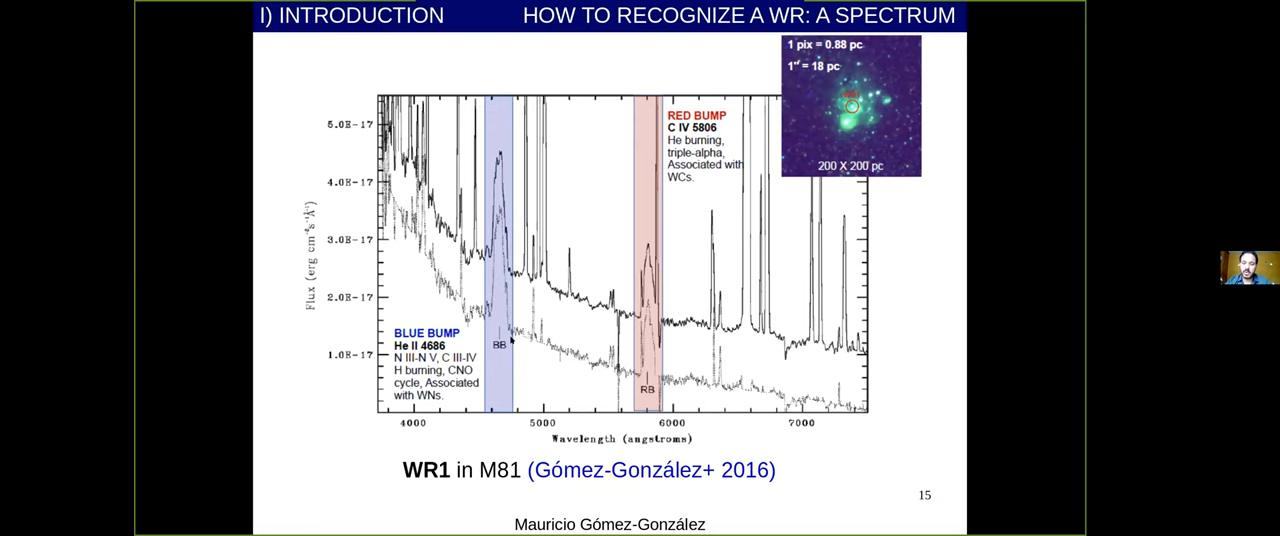 I) INTRODUCTION HOW TO RECOGNIZE A WR: A SPECTRUM
1 pix = 0.88 pc
1" = 18 pc
200 X 200 pc
RED BUMP
C IV 5806
He burning,
triple-alpha,
Associated with
WCs.
5.0E-17
4.0E-17
3.0E-17
2.0E-17
1.0E-17
Flux (erg cm⁻²s⁻¹Å⁻¹)
BLUE BUMP
He II 4686
N III-N V, C III-IV
H burning, CNO
cycle, Associated
with WNs.
BB
RB
4000 5000 6000 7000
Wavelength (angstroms)
WR1 in M81 (Gómez-González+ 2016)
15
Mauricio Gómez-González